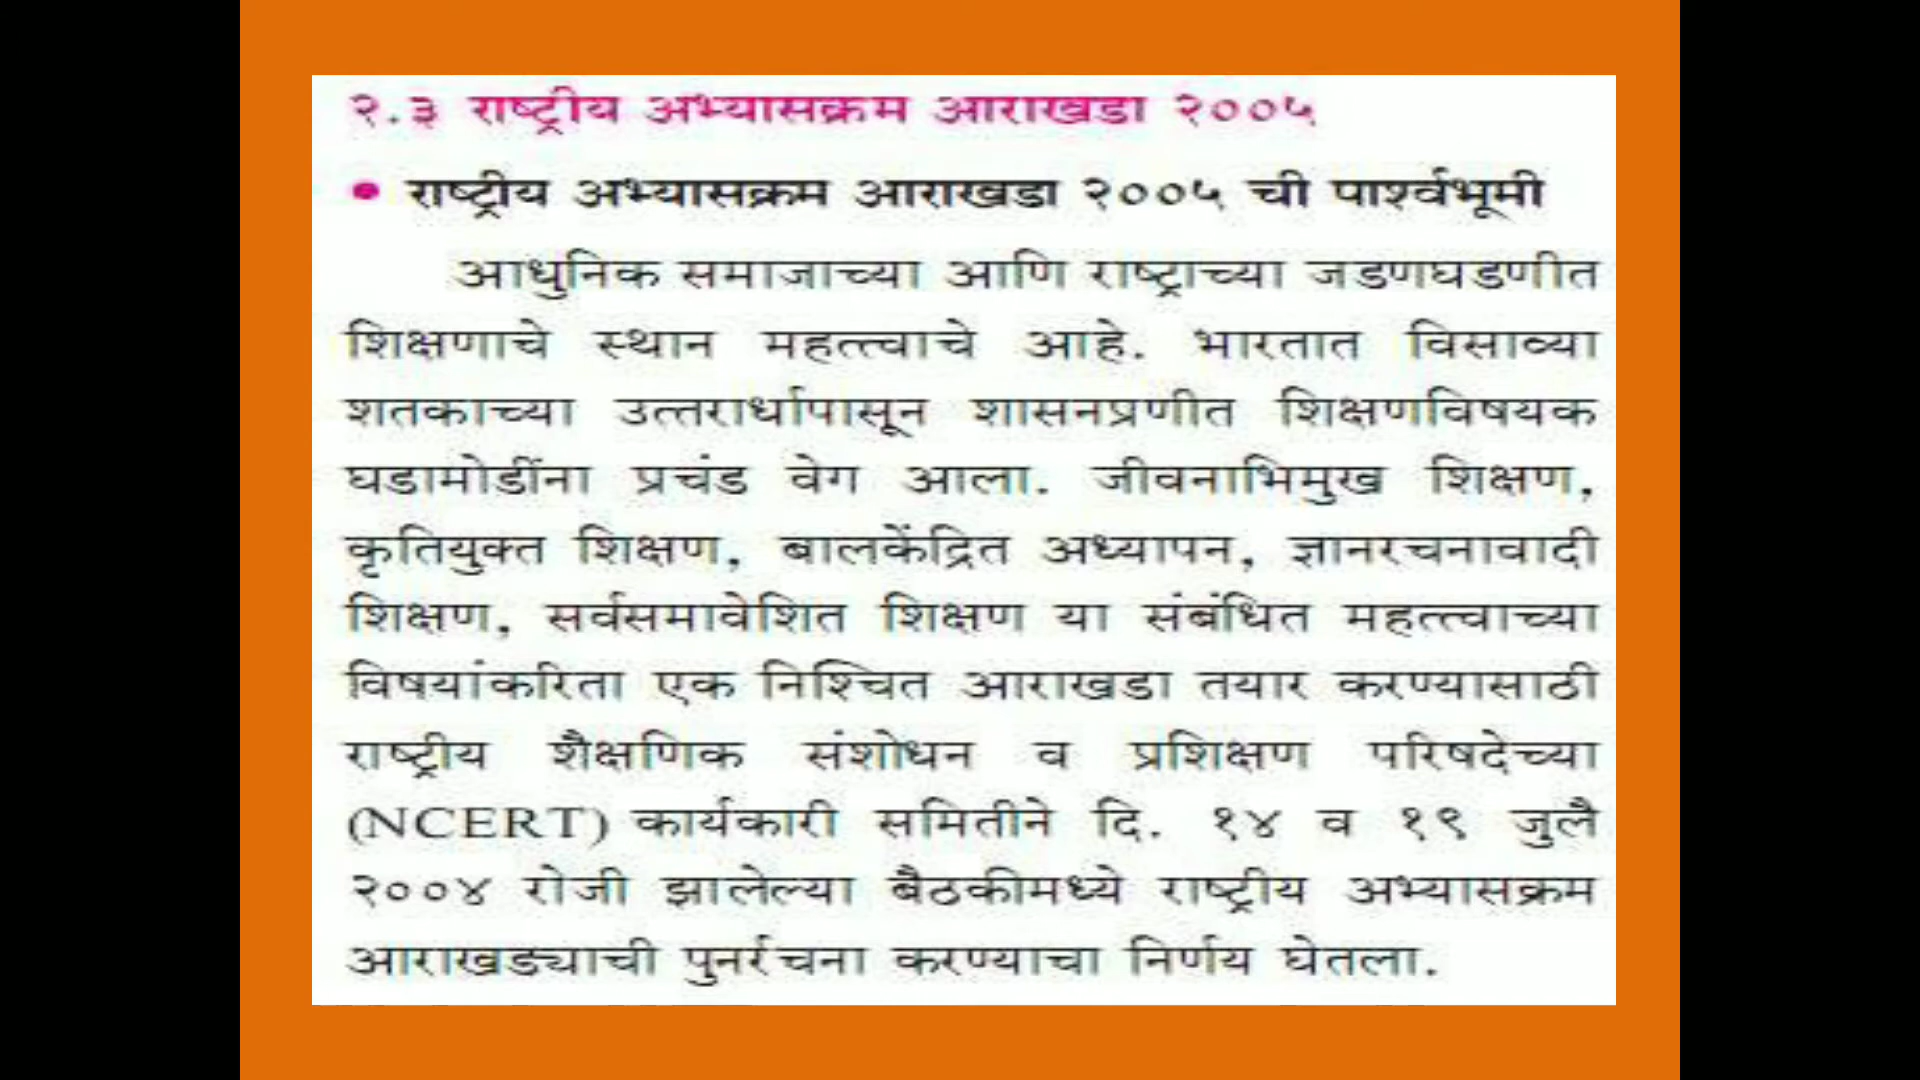 २.३ राष्ट्रीय अभ्यासक्रम आराखडा २००५
• राष्ट्रीय अभ्यासक्रम आराखडा २००५ ची पार्श्वभूमी
आधुनिक समाजाच्या आणि राष्ट्राच्या जडणघडणीत
शिक्षणाचे स्थान महत्त्वाचे आहे. भारतात विसाव्या
शतकाच्या उत्तरार्धापासून शासनप्रणीत शिक्षणविषयक
घडामोडींना प्रचंड वेग आला. जीवनाभिमुख शिक्षण,
कृतियुक्त शिक्षण, बालकेंद्रित अध्यापन, ज्ञानरचनावादी
शिक्षण, सर्वसमावेशित शिक्षण या संबंधित महत्त्वाच्या
विषयांकरिता एक निश्चित आराखडा तयार करण्यासाठी
राष्ट्रीय शैक्षणिक संशोधन व प्रशिक्षण परिषदेच्या
(NCERT) कार्यकारी समितीने दि. १४ व १९ जुलै
२००४ रोजी झालेल्या बैठकीमध्ये राष्ट्रीय अभ्यासक्रम
आराखड्याची पुनर्रचना करण्याचा निर्णय घेतला.